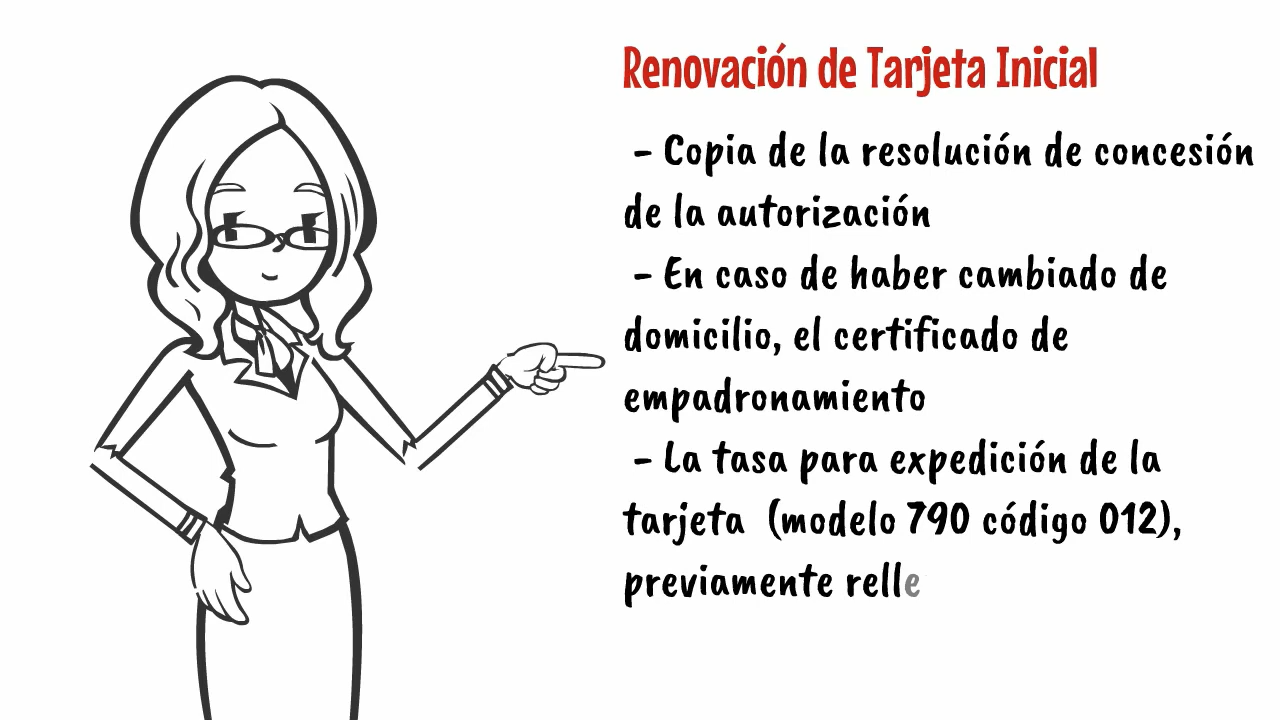 Renovación de Tarjeta Inicial
- Copia de la resolución de concesión
de la autorización
- En caso de haber cambiado de
domicilio, el certificado de
empadronamiento
- La tasa para expedición de la
tarjeta (modelo 790 código 012),
previamente relle